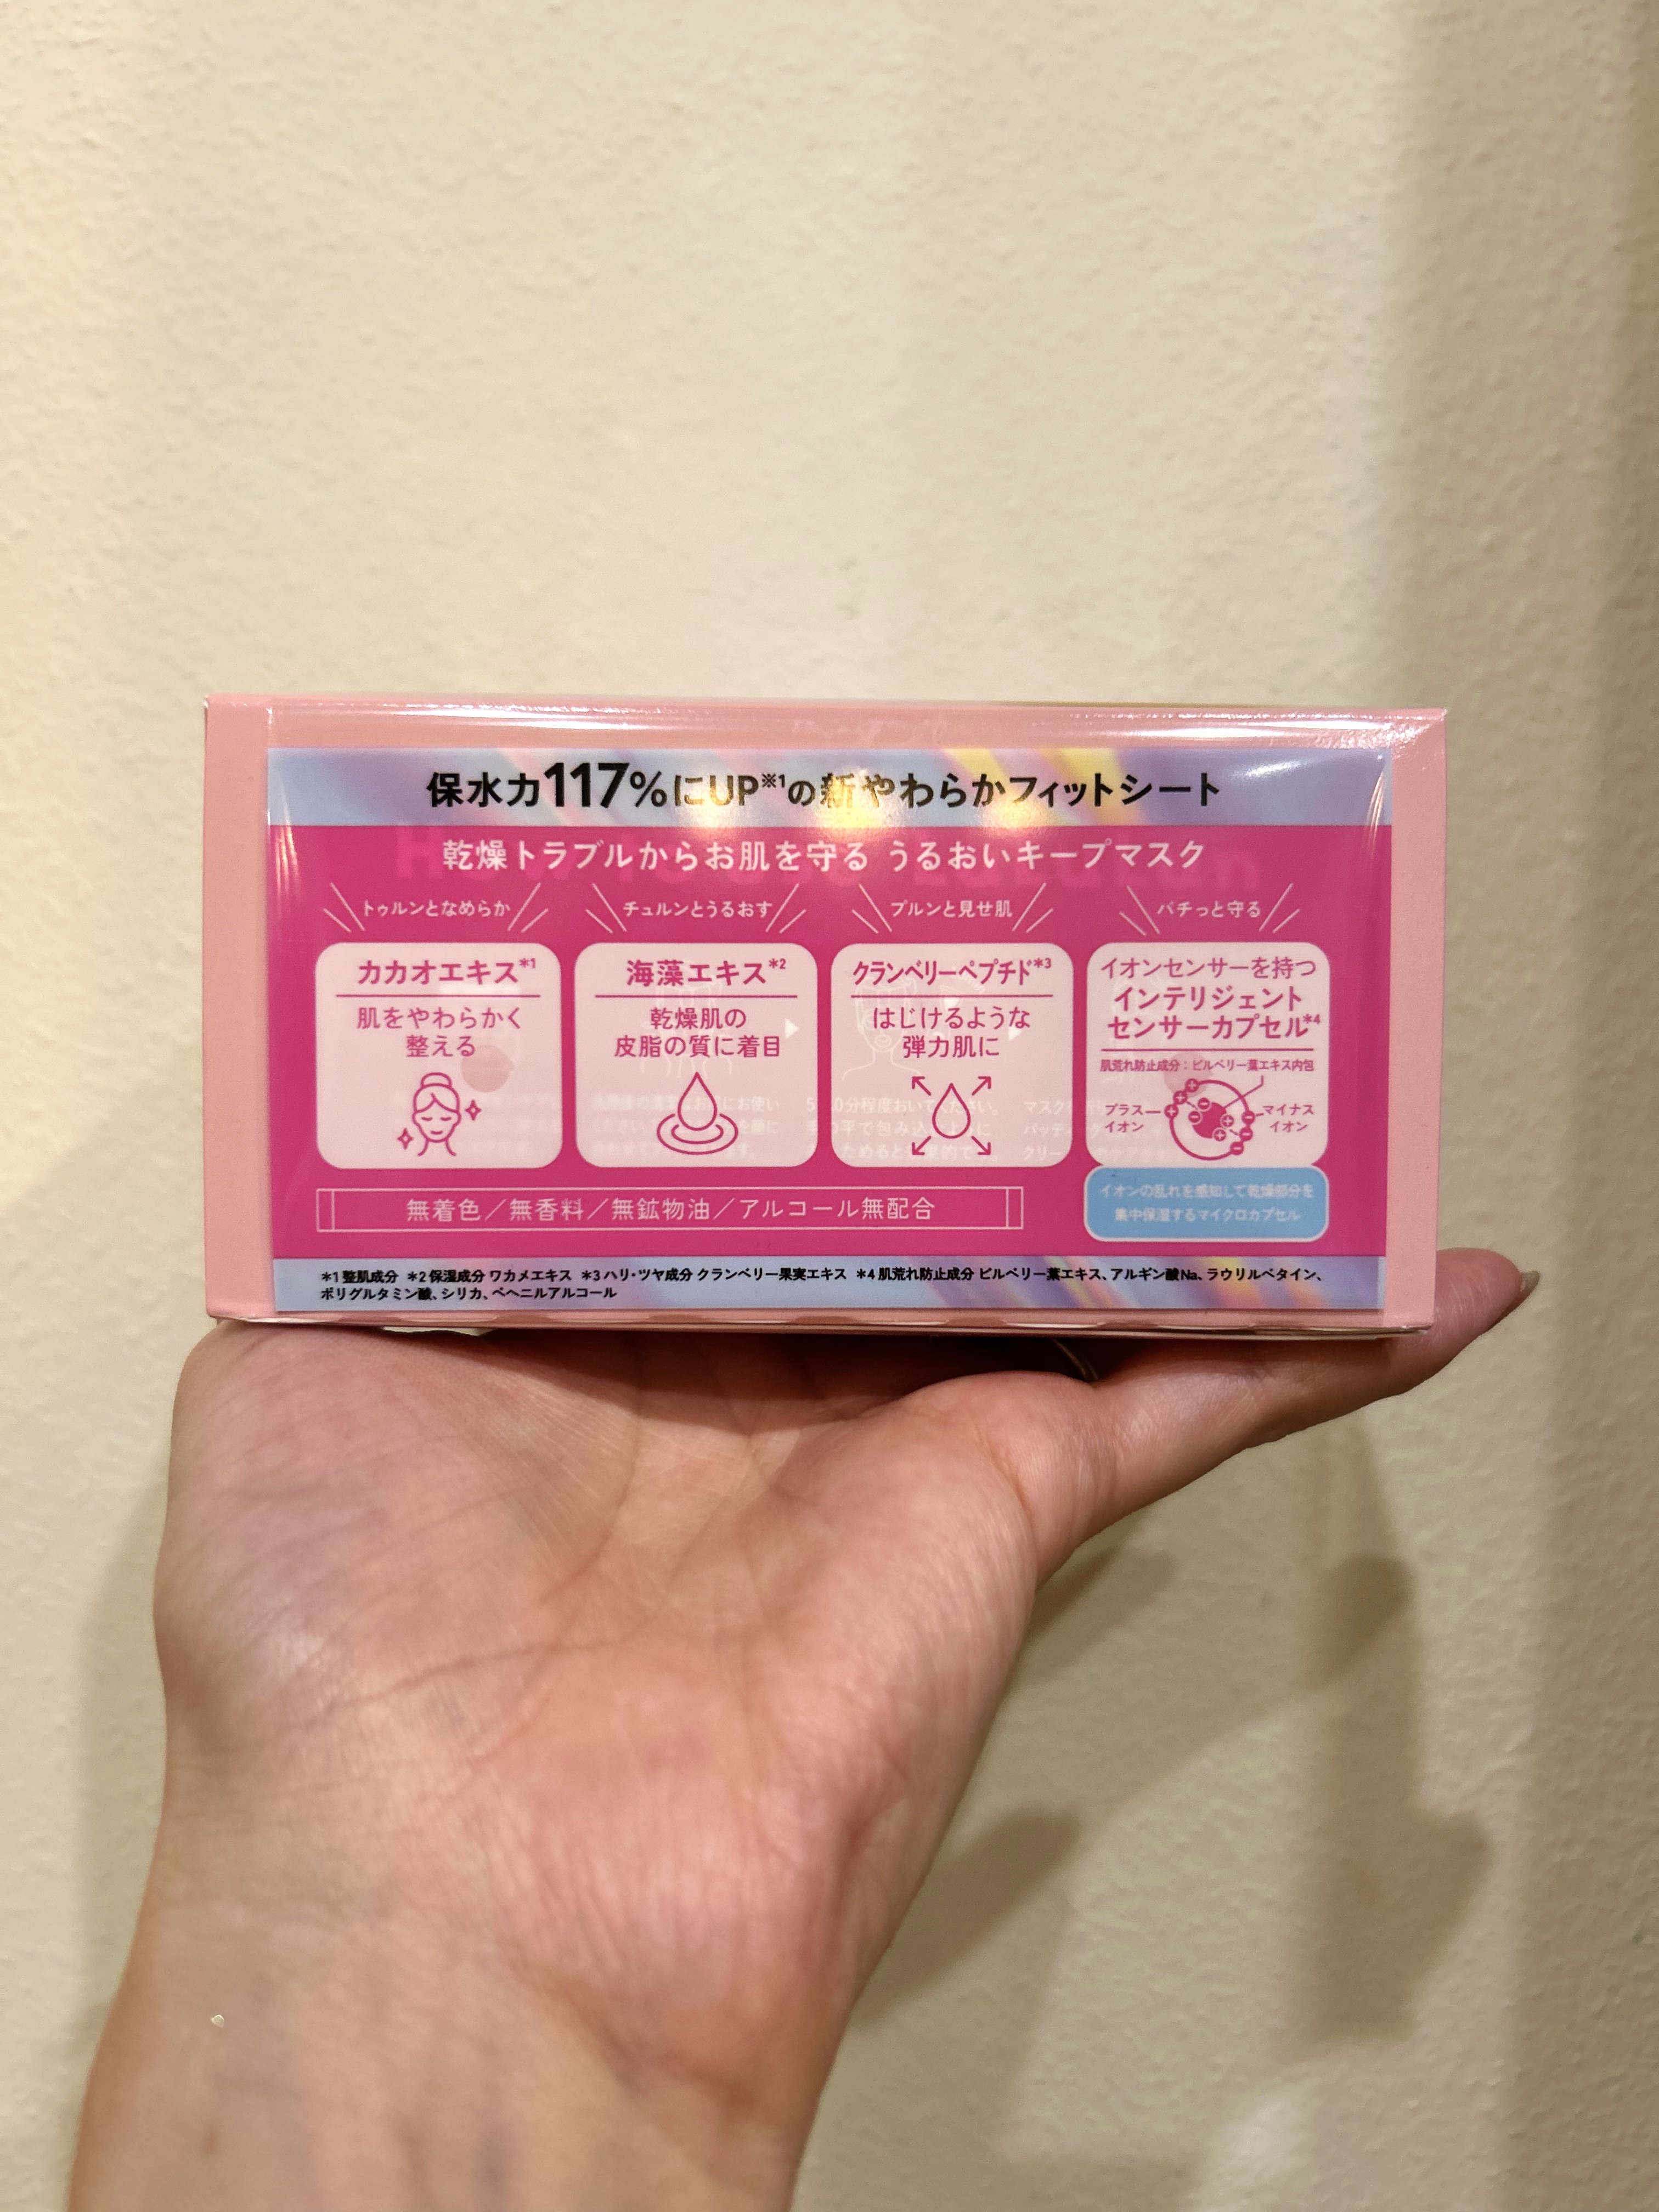 保水力117%にUP※1の新やわらかフィットシート
乾燥トラブルからお肌を守る うるおいキープマスク
トゥルンとなめらか
カカオエキス*1
肌をやわらかく
整える
チュルンとうるおす
海藻エキス*2
乾燥肌の
皮脂の質に着目
プルンと見せ肌
クランベリーペプチド*3
はじけるような
弾力肌に
バチっと守る
イオンセンサーを持つ
インテリジェント
センサーカプセル*4
肌荒れ防止成分：ビルベリー葉エキス内包
プラス
イオン
マイナス
イオン
イオンの乱れを感知して乾燥部分を
集中保湿するマイクロカプセル
無着色／無香料／無鉱物油／アルコール無配合
*1 整肌成分 *2 保湿成分 ワカメエキス *3 ハリ・ツヤ成分 クランベリー果実エキス *4 肌荒れ防止成分 ビルベリー葉エキス、アルギン酸Na、ラウリルベタイン、
ポリグルタミン酸、シリカ、ベヘニルアルコール